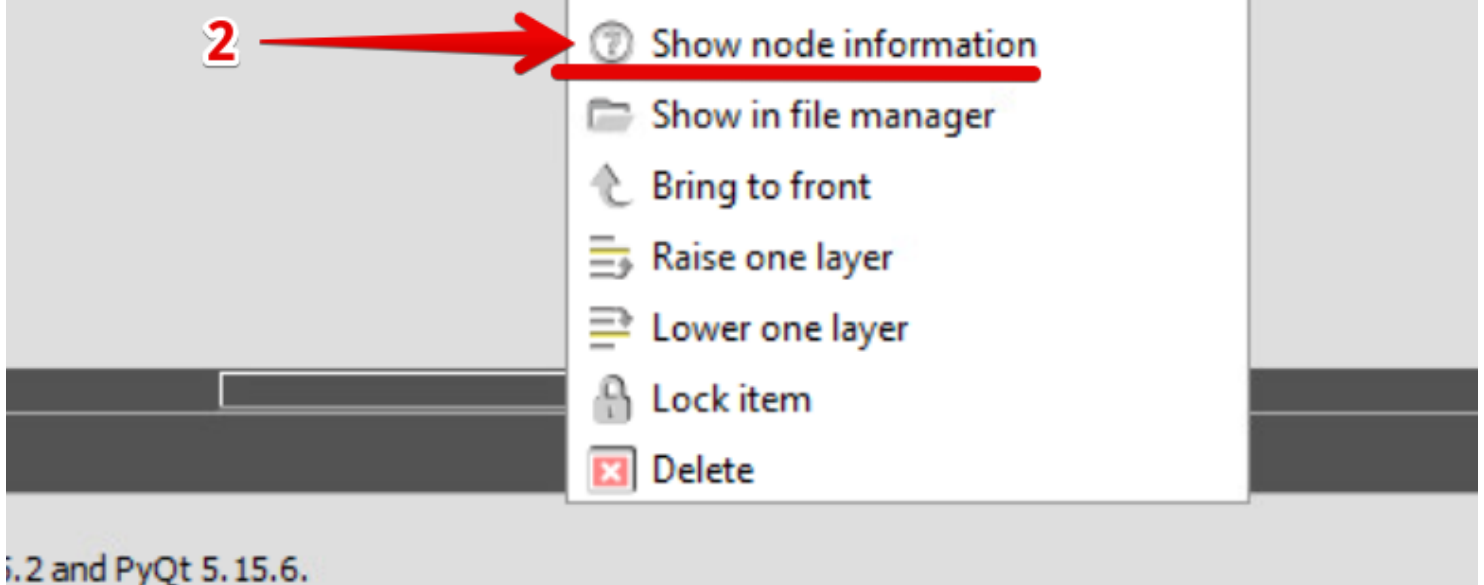 2
Show node information
Show in file manager
Bring to front
Raise one layer
Lower one layer
Lock item
Delete
.2 and PyQt 5.15.6.